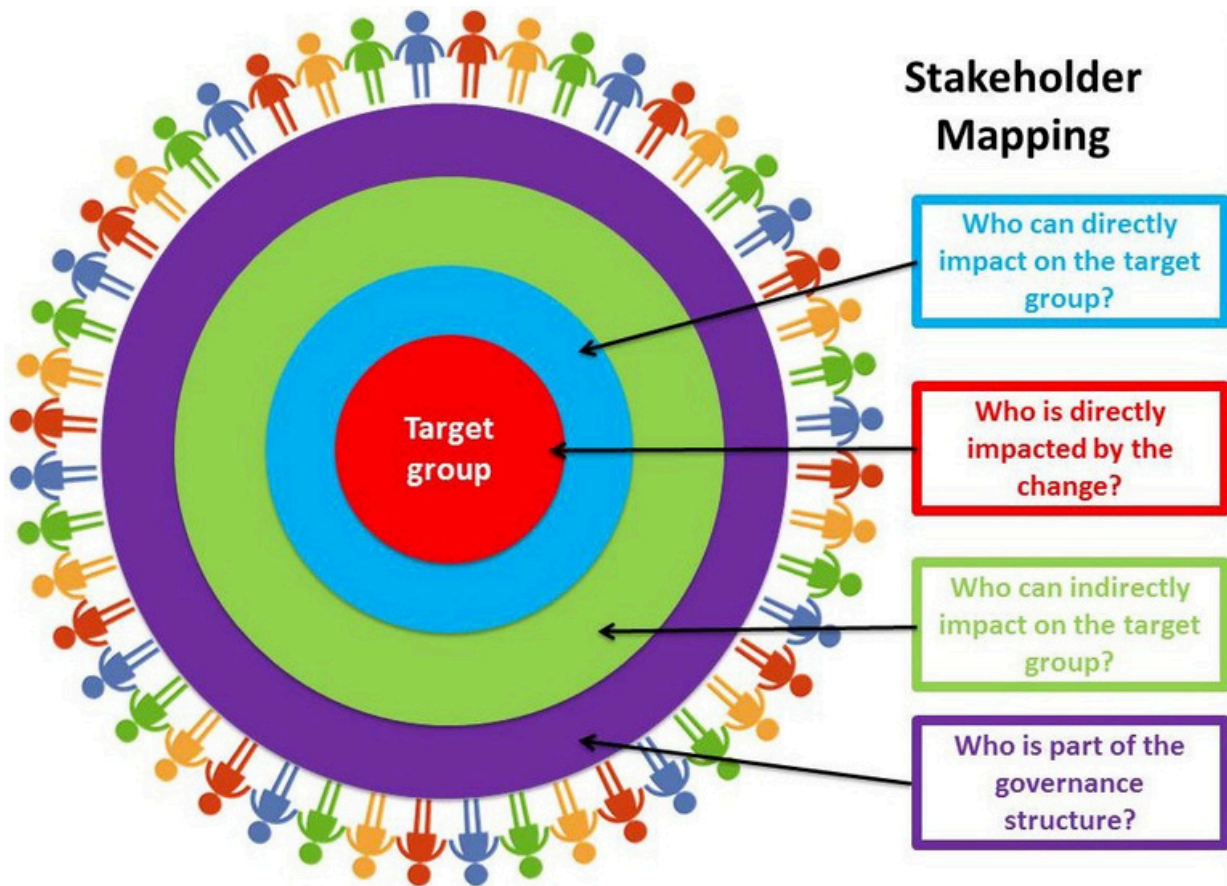 Stakeholder
Mapping
Who can directly
impact on the target
group?
Target
group
Who is directly
impacted by the
change?
Who can indirectly
impact on the target
group?
Who is part of the
governance
structure?